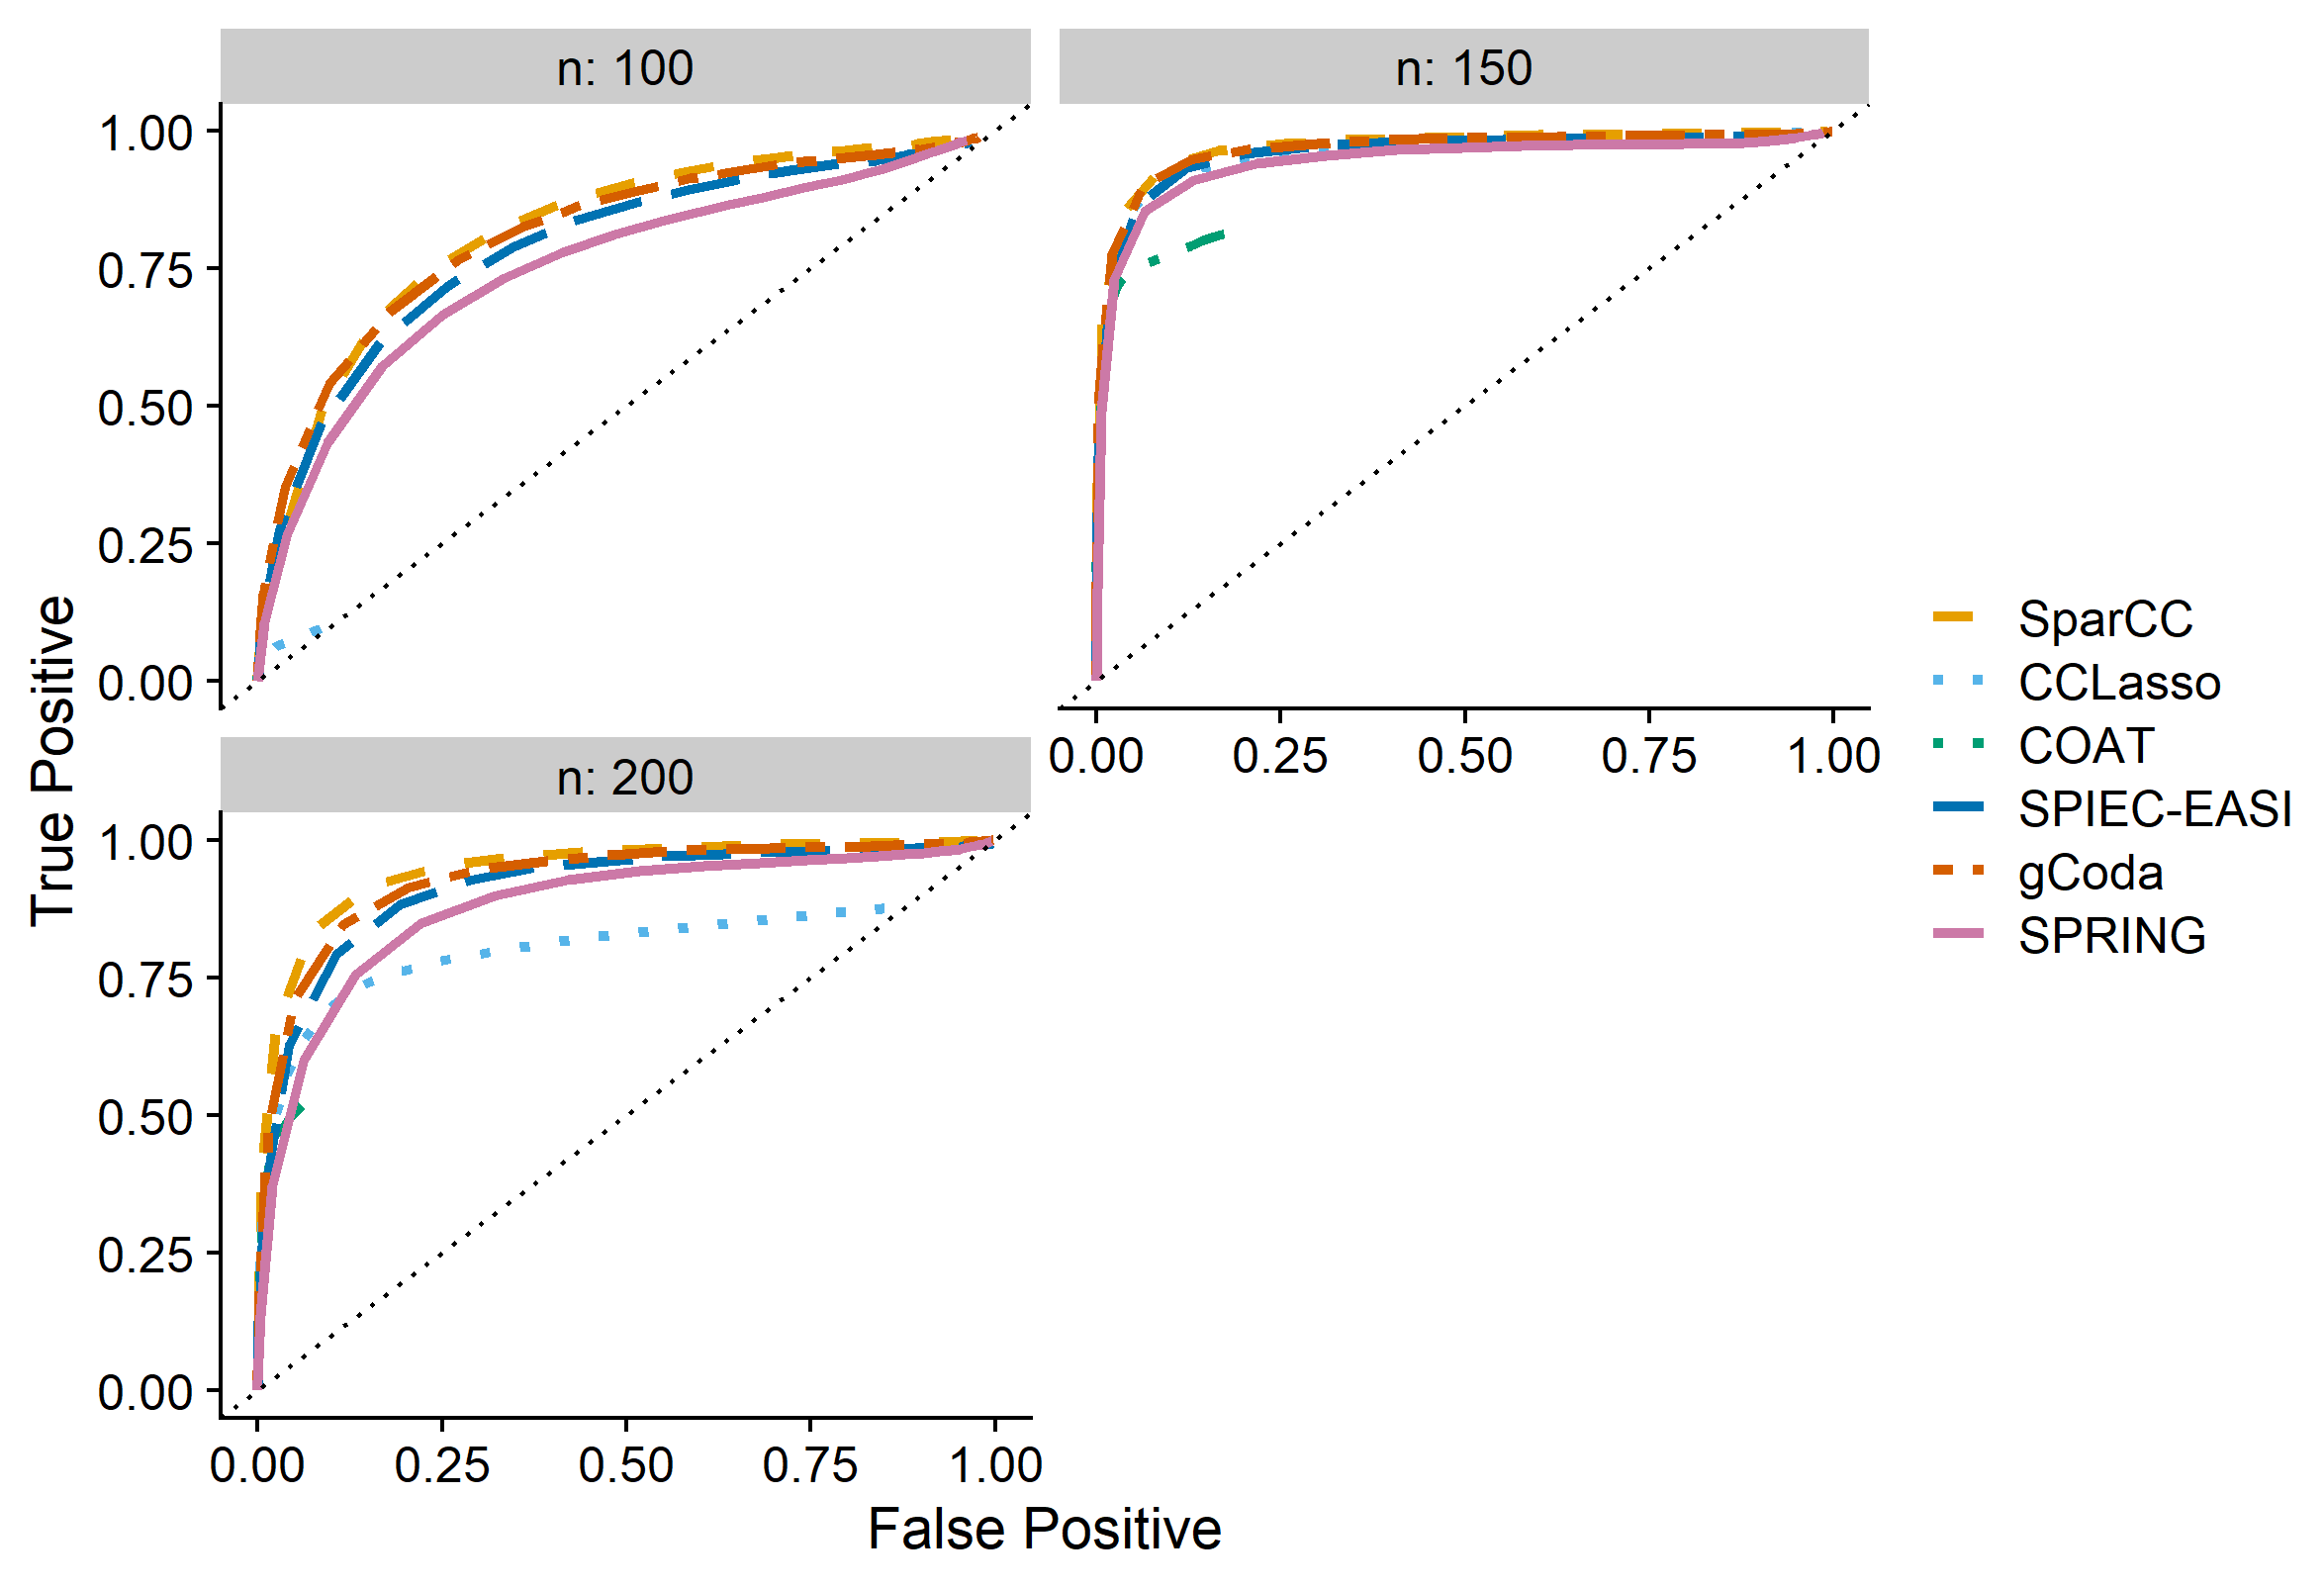 n: 100
n: 150
1.00
0.75
0.50
0.25
0.00
0.00 0.25 0.50 0.75 1.00
n: 200
1.00
0.75
0.50
0.25
0.00
0.00 0.25 0.50 0.75 1.00
True Positive
False Positive
SparCC
CCLasso
COAT
SPIEC-EASI
gCoda
SPRING